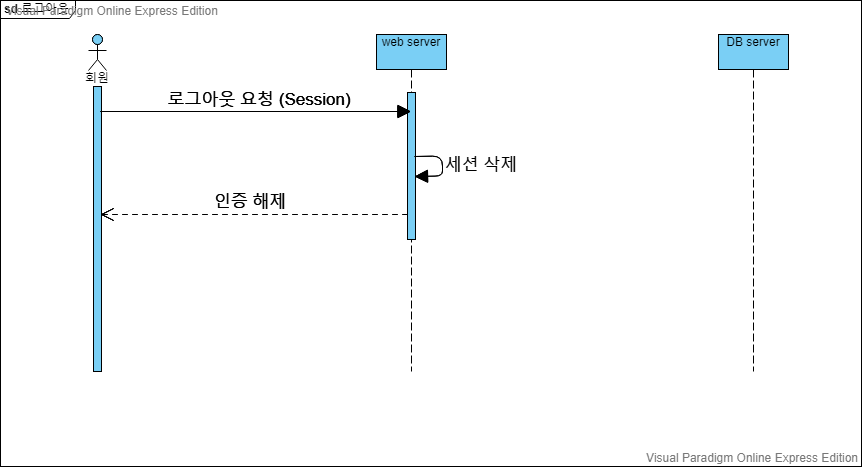 sd 로그아웃
Visual Paradigm Online Express Edition
회원
web server
DB server
로그아웃 요청 (Session)
세션 삭제
인증 해제
Visual Paradigm Online Express Edition